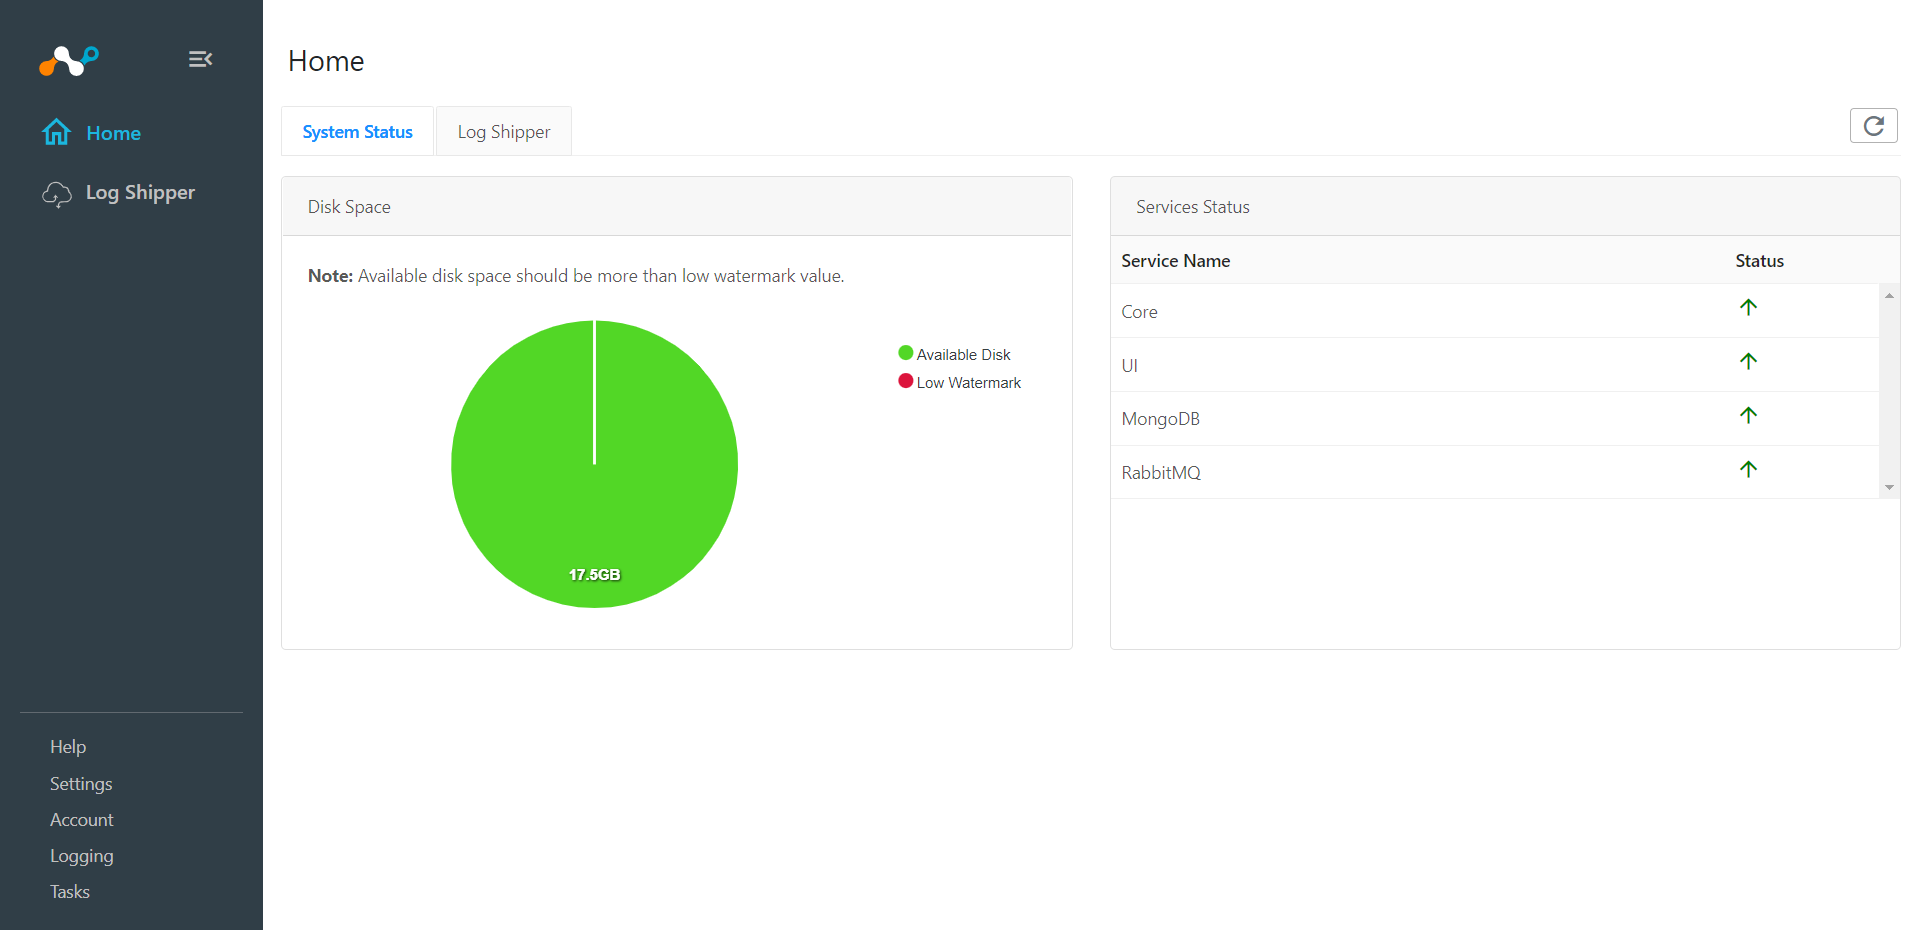 Home
Log Shipper
Help
Settings
Account
Logging
Tasks
Home
System Status
Log Shipper
Disk Space
Note: Available disk space should be more than low watermark value.
Available Disk
Low Watermark
17.5GB
Services Status
Service Name Status
Core
UI
MongoDB
RabbitMQ